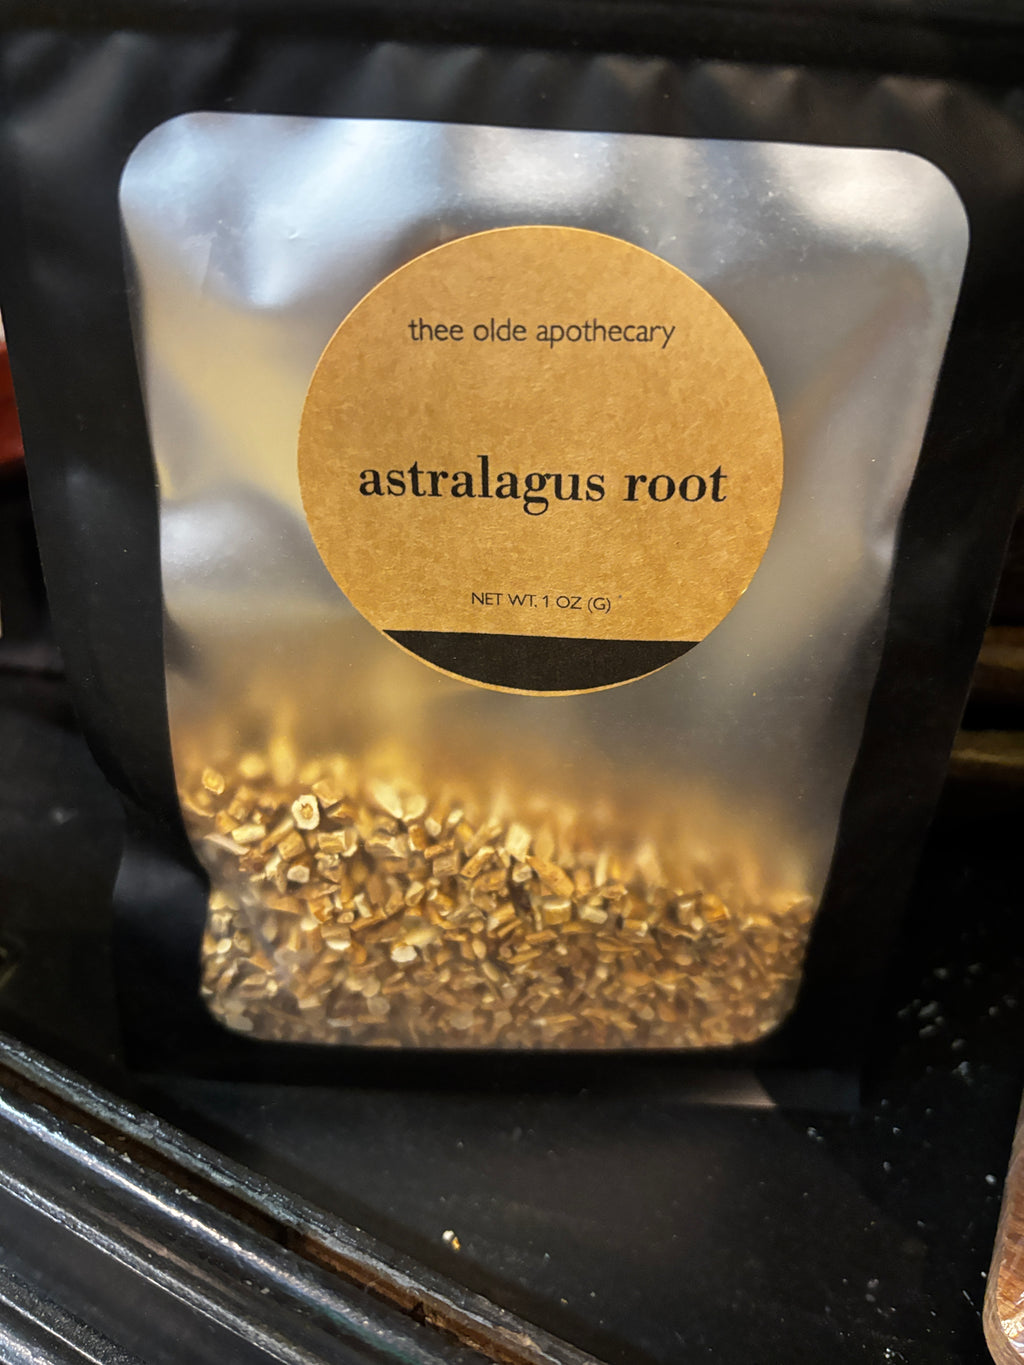 thee olde apothecary
astralagus root
NET WT. 1 OZ (G)